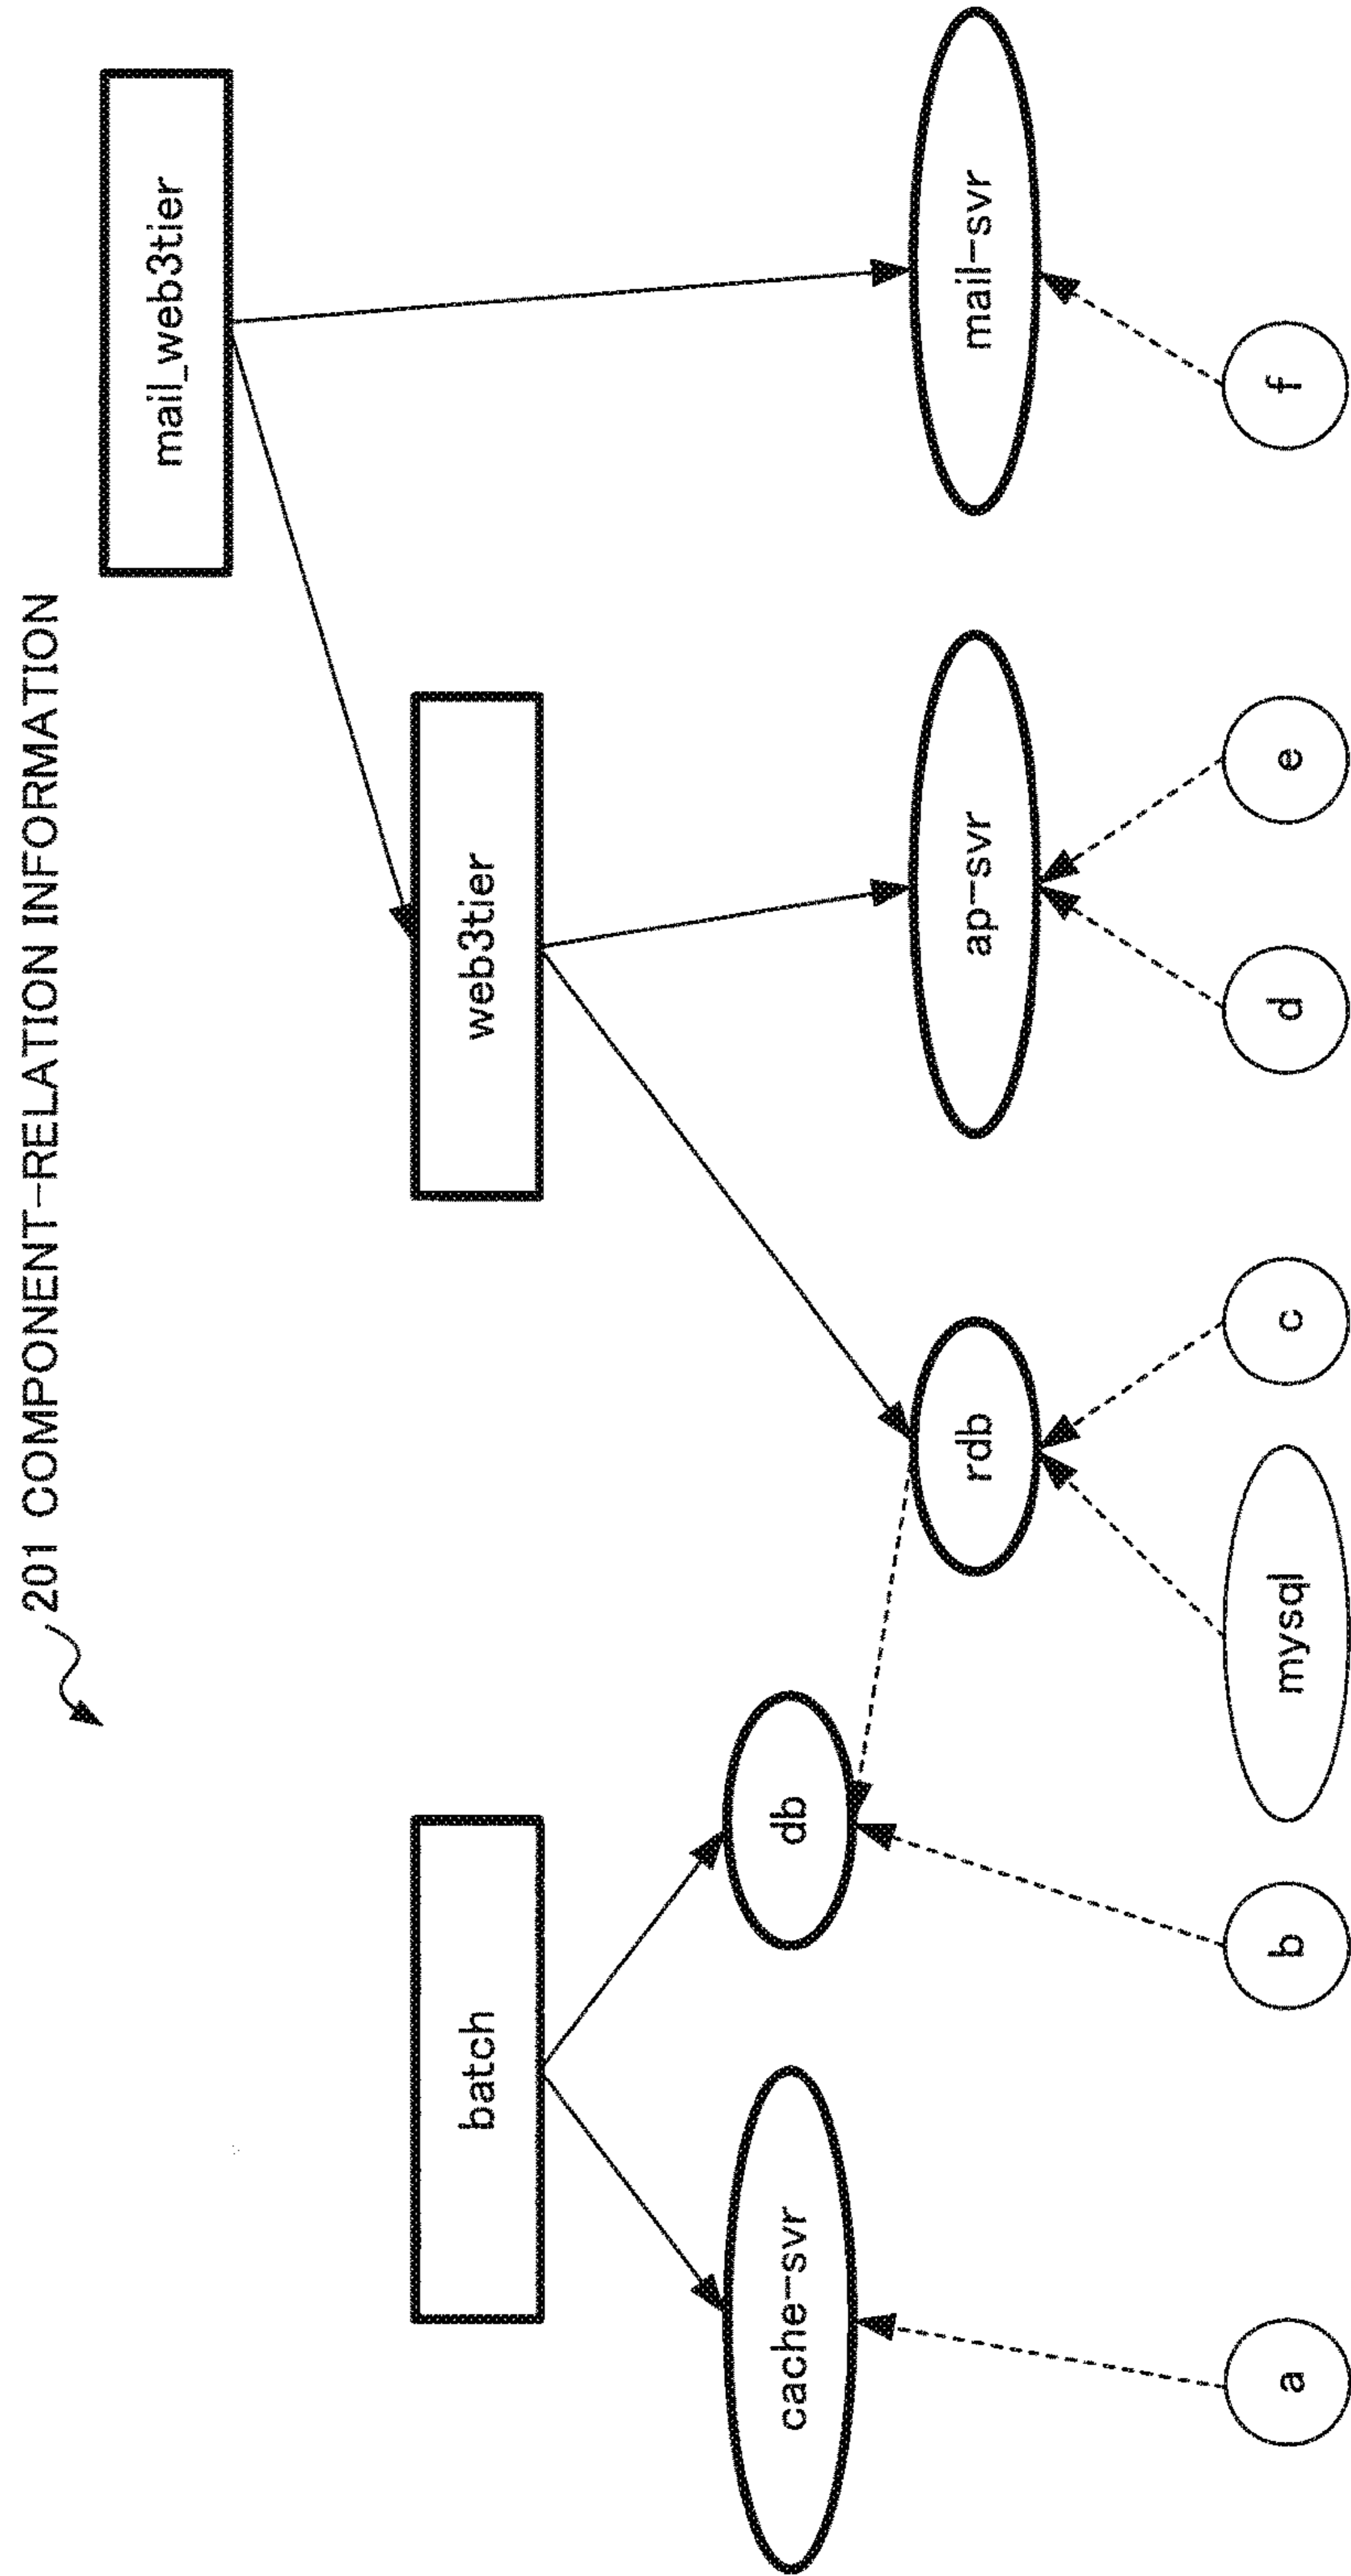 201 COMPONENT-RELATION INFORMATION
mail_web3tier
batch
web3tier
cache-svr
db
rdb
ap-svr
mail-svr
a
b
mysql
c
d
e
f